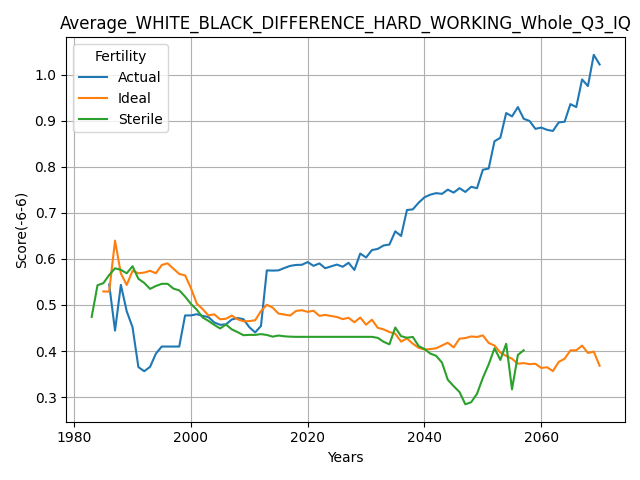 Average_WHITE_BLACK_DIFFERENCE_HARD_WORKING_Whole_Q3_IQ
Fertility
Actual
Ideal
Sterile
Score(-6-6)
1.0
0.9
0.8
0.7
0.6
0.5
0.4
0.3
1980 2000 2020 2040 2060
Years